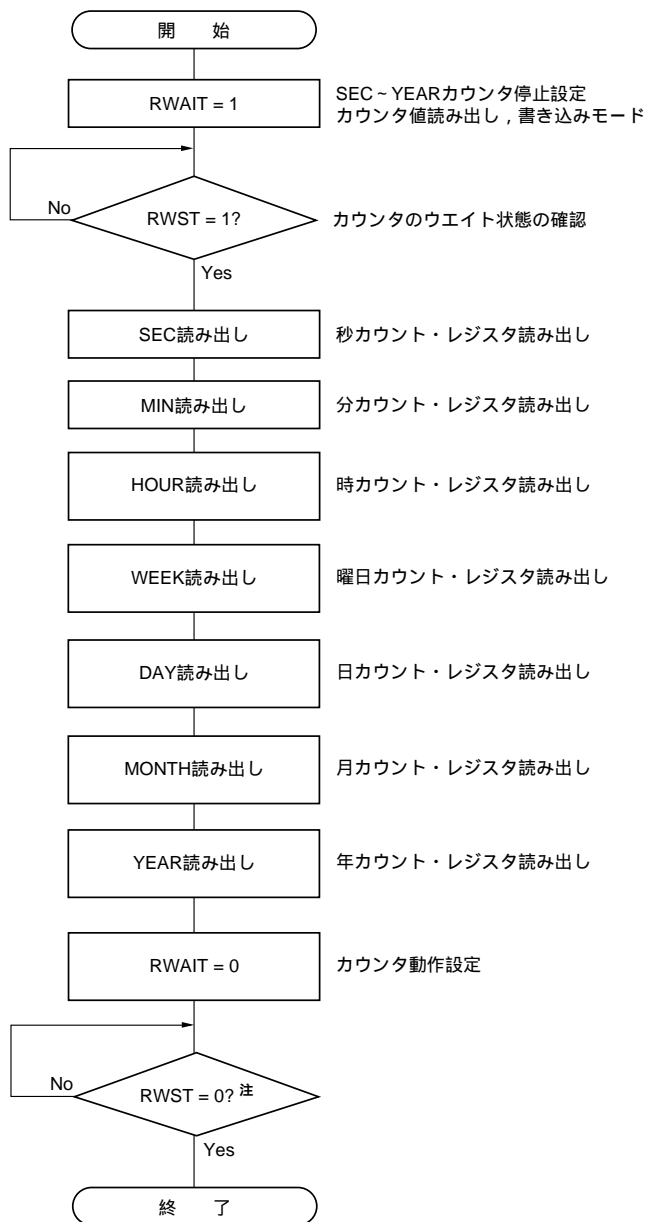 開 始
RWAIT = 1
SEC～YEARカウンタ停止設定
カウンタ値読み出し，書き込みモード
No
RWST = 1?
カウンタのウエイト状態の確認
Yes
SEC読み出し
秒カウント・レジスタ読み出し
MIN読み出し
分カウント・レジスタ読み出し
HOUR読み出し
時カウント・レジスタ読み出し
WEEK読み出し
曜日カウント・レジスタ読み出し
DAY読み出し
日カウント・レジスタ読み出し
MONTH読み出し
月カウント・レジスタ読み出し
YEAR読み出し
年カウント・レジスタ読み出し
RWAIT = 0
カウンタ動作設定
No
RWST = 0? 注
Yes
終 了